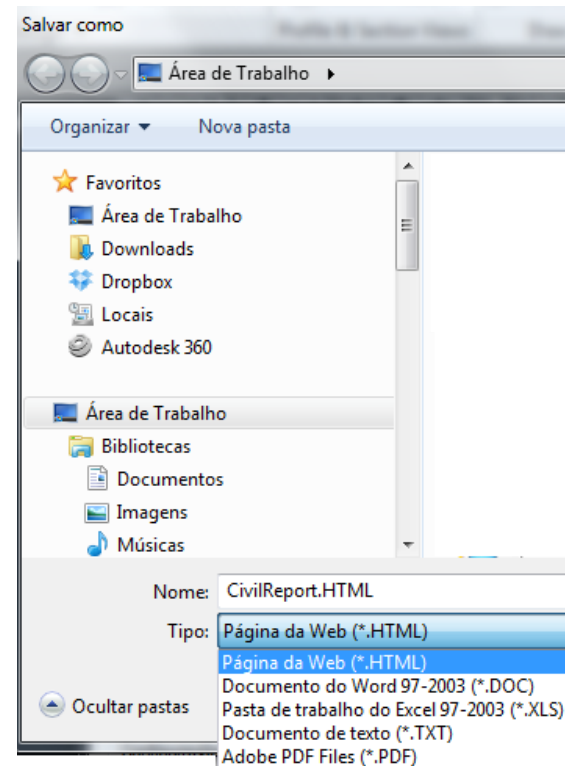 Salvar como
Profile & Section Views
Área de Trabalho
Organizar
Nova pasta
Favoritos
Área de Trabalho
Downloads
Dropbox
Locais
Autodesk 360
Área de Trabalho
Bibliotecas
Documentos
Imagens
Músicas
Nome: CivilReport.HTML
Tipo: Página da Web (*.HTML)
Página da Web (*.HTML)
Documento do Word 97-2003 (*.DOC)
Ocultar pastas
Pasta de trabalho do Excel 97-2003 (*.XLS)
Documento de texto (*.TXT)
Adobe PDF Files (*.PDF)